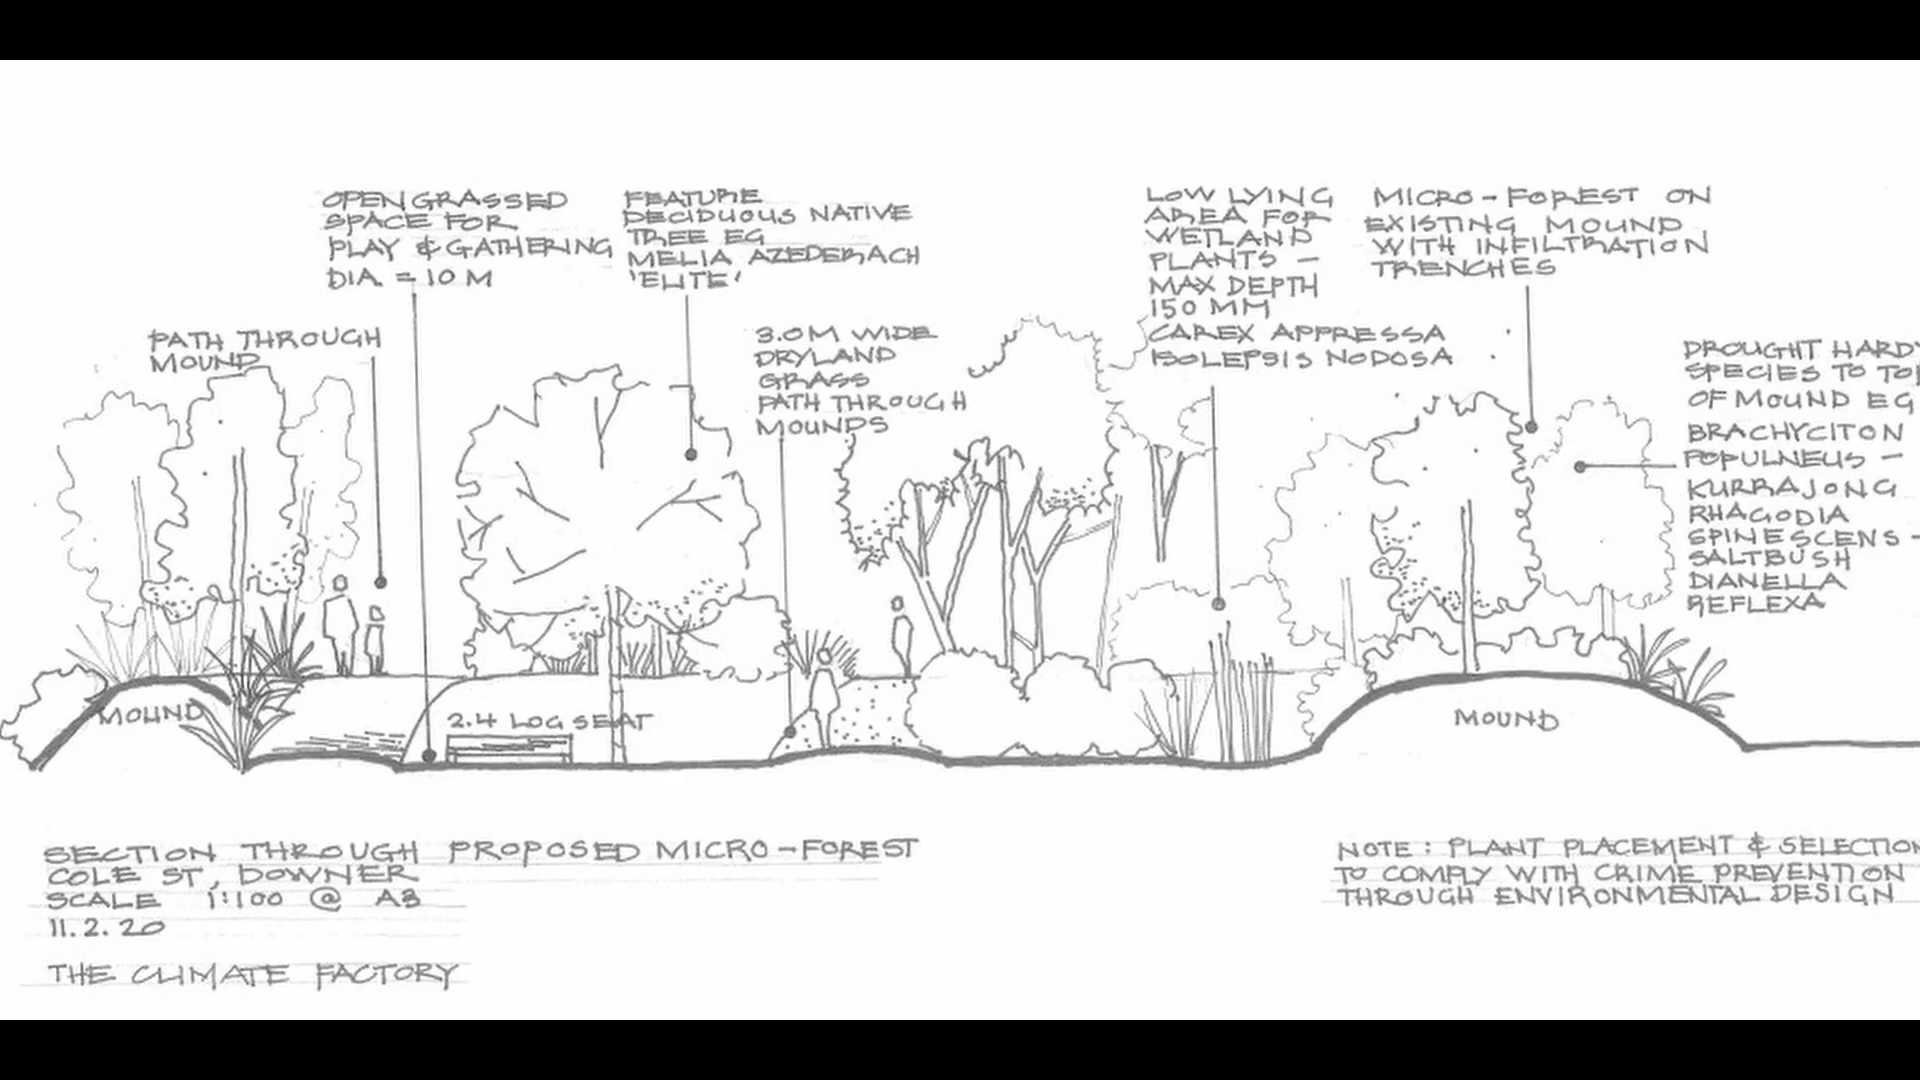 OPEN GRASSED
SPACE FOR
PLAY & GATHERING
DIA. = 10 M
FEATURE
DECIDUOUS NATIVE
TREE EG
MELIA AZEDERACH
'ELITE'
LOW LYING
AREA FOR
WETLAND
PLANTS -
MAX DEPTH
150 MM
CAREX APPRESSA
ISOLEPSIS NODOSA
MICRO-FOREST ON
EXISTING MOUND
WITH INFILTRATION
TRENCHES
PATH THROUGH
MOUND
3.0M WIDE
DRYLAND
GRASS
PATH THROUGH
MOUNDS
DROUGHT HARDY
SPECIES TO TOP
OF MOUND EG
BRACHYCITON
POPULNEUS -
KURRAJONG
RHAGODIA
SPINESCENS -
SALTBUSH
DIANELLA
REFLEXA
MOUND
2.4 LOG SEAT
MOUND
SECTION THROUGH PROPOSED MICRO-FOREST
COLE ST, DOWNER
SCALE 1:100 @ A3
11.2.20
THE CLIMATE FACTORY
NOTE: PLANT PLACEMENT & SELECTION
TO COMPLY WITH CRIME PREVENTION
THROUGH ENVIRONMENTAL DESIGN